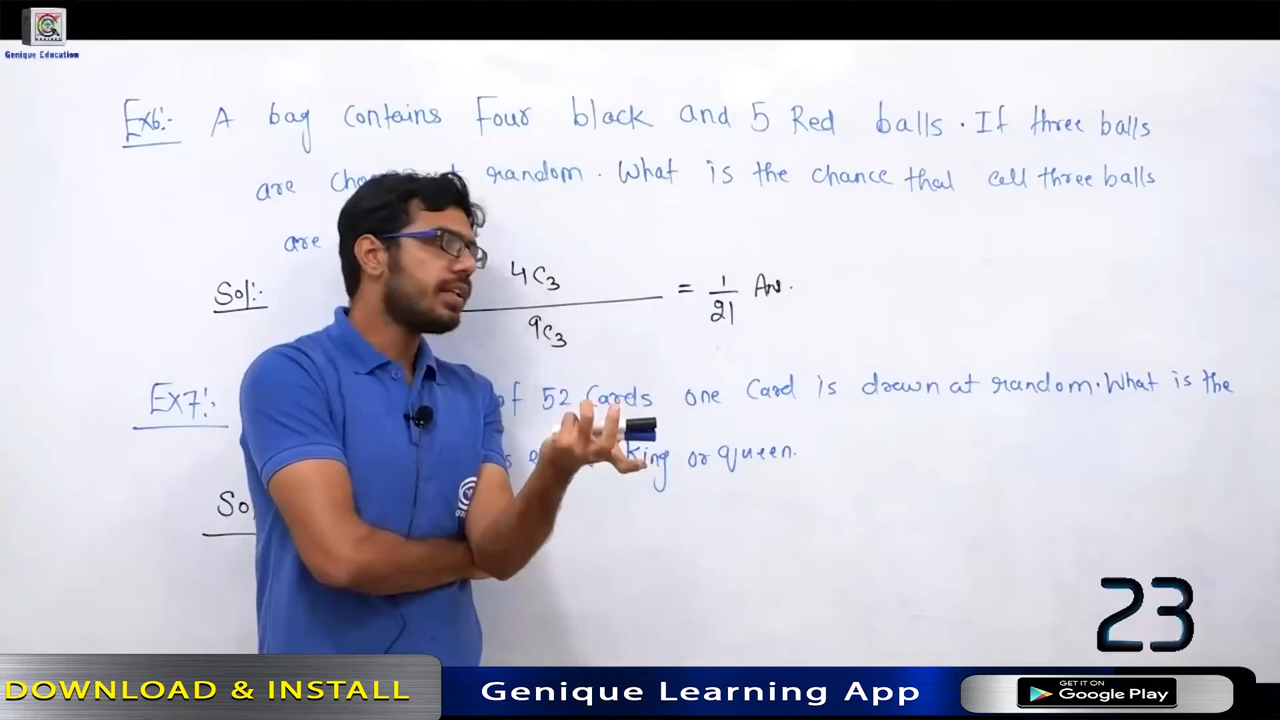 Genique Education
Ex6:- A bag contains Four black and 5 Red balls. If three balls
are random. What is the chance that all three balls
are
Sol:- 4C3 / 9C3 = 1/21 Ans.
Ex7:- of 52 Cards one Card is drawn at random. What is the
king or queen.
So
23
DOWNLOAD & INSTALL
Genique Learning App
GET IT ON
Google Play